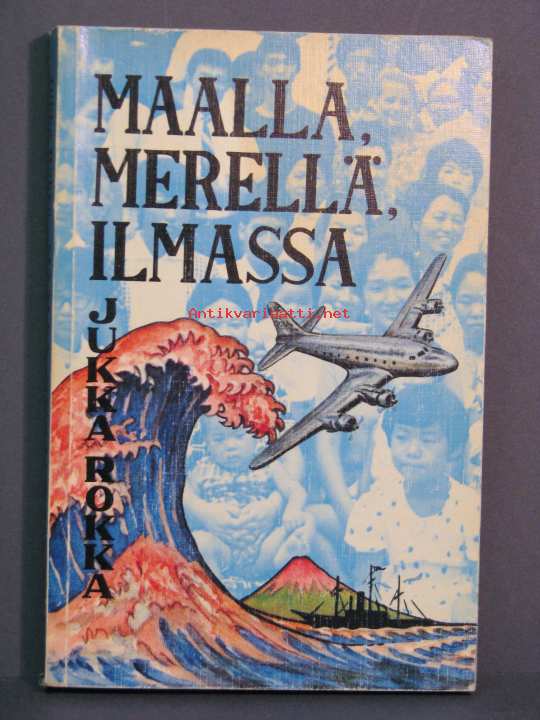 MAALLA,
MERELLÄ,
ILMASSA
JUKKA ROKKA
Antikvariaatti.net